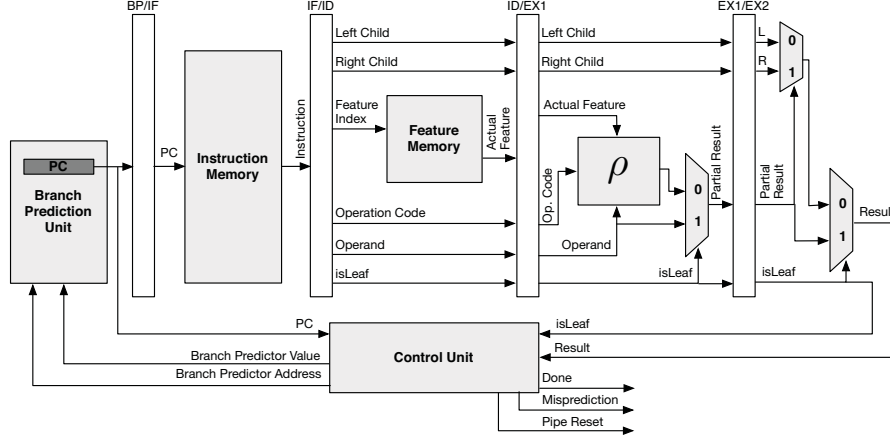 BP/IF
IF/ID
ID/EX1
EX1/EX2
Left Child
Right Child
Feature
Index
Feature
Memory
Actual
Feature
Left Child
Right Child
Actual Feature
L
R
0
1
PC
Branch
Prediction
Unit
PC
Instruction
Memory
Instruction
Operation Code
Operand
isLeaf
Op. Code
ρ
Operand
0
1
isLeaf
Partial Result
Partial
Result
isLeaf
0
1
Result
PC
Branch Predictor Value
Branch Predictor Address
Control Unit
isLeaf
Result
Done
Misprediction
Pipe Reset